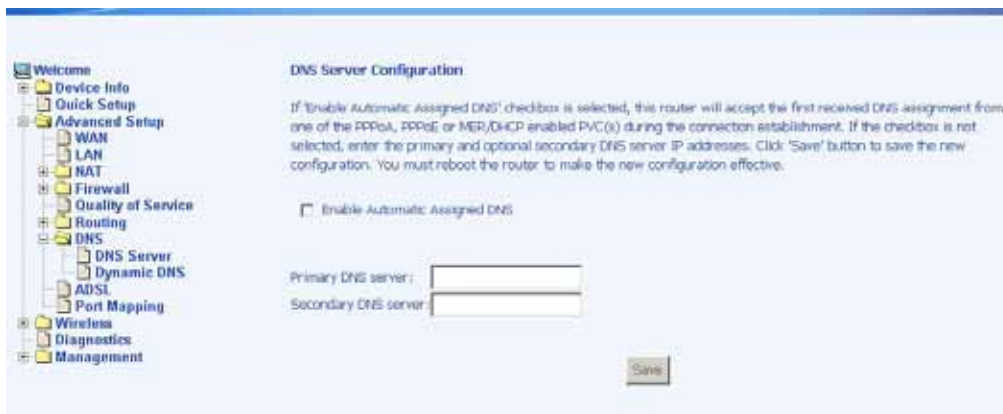 Welcome
Device Info
Quick Setup
Advanced Setup
WAN
LAN
NAT
Firewall
Quality of Service
Routing
DNS
DNS Server
Dynamic DNS
ADSL
Port Mapping
Wireless
Diagnostics
Management
DNS Server Configuration
If 'Enable Automatic Assigned DNS' checkbox is selected, this router will accept the first received DNS assignment from
one of the PPPoA, PPPoE or MER/DHCP enabled PVC(s) during the connection establishment. If the checkbox is not
selected, enter the primary and optional secondary DNS server IP addresses. Click 'Save' button to save the new
configuration. You must reboot the router to make the new configuration effective.
Enable Automatic Assigned DNS
Primary DNS server:
Secondary DNS server:
Save